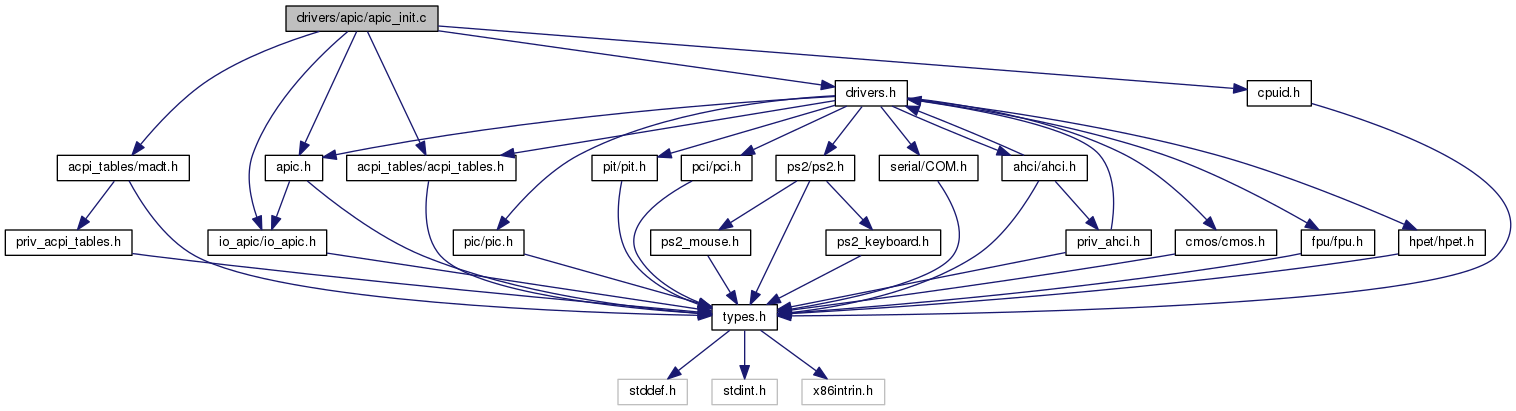 drivers/apic/apic_init.c
drivers.h
cpuid.h
acpi_tables/madt.h
apic.h
acpi_tables/acpi_tables.h
pit/pit.h
pci/pci.h
ps2/ps2.h
serial/COM.h
ahci/ahci.h
priv_acpi_tables.h
io_apic/io_apic.h
pic/pic.h
ps2_mouse.h
ps2_keyboard.h
priv_ahci.h
cmos/cmos.h
fpu/fpu.h
hpet/hpet.h
types.h
stddef.h
stdint.h
x86intrin.h